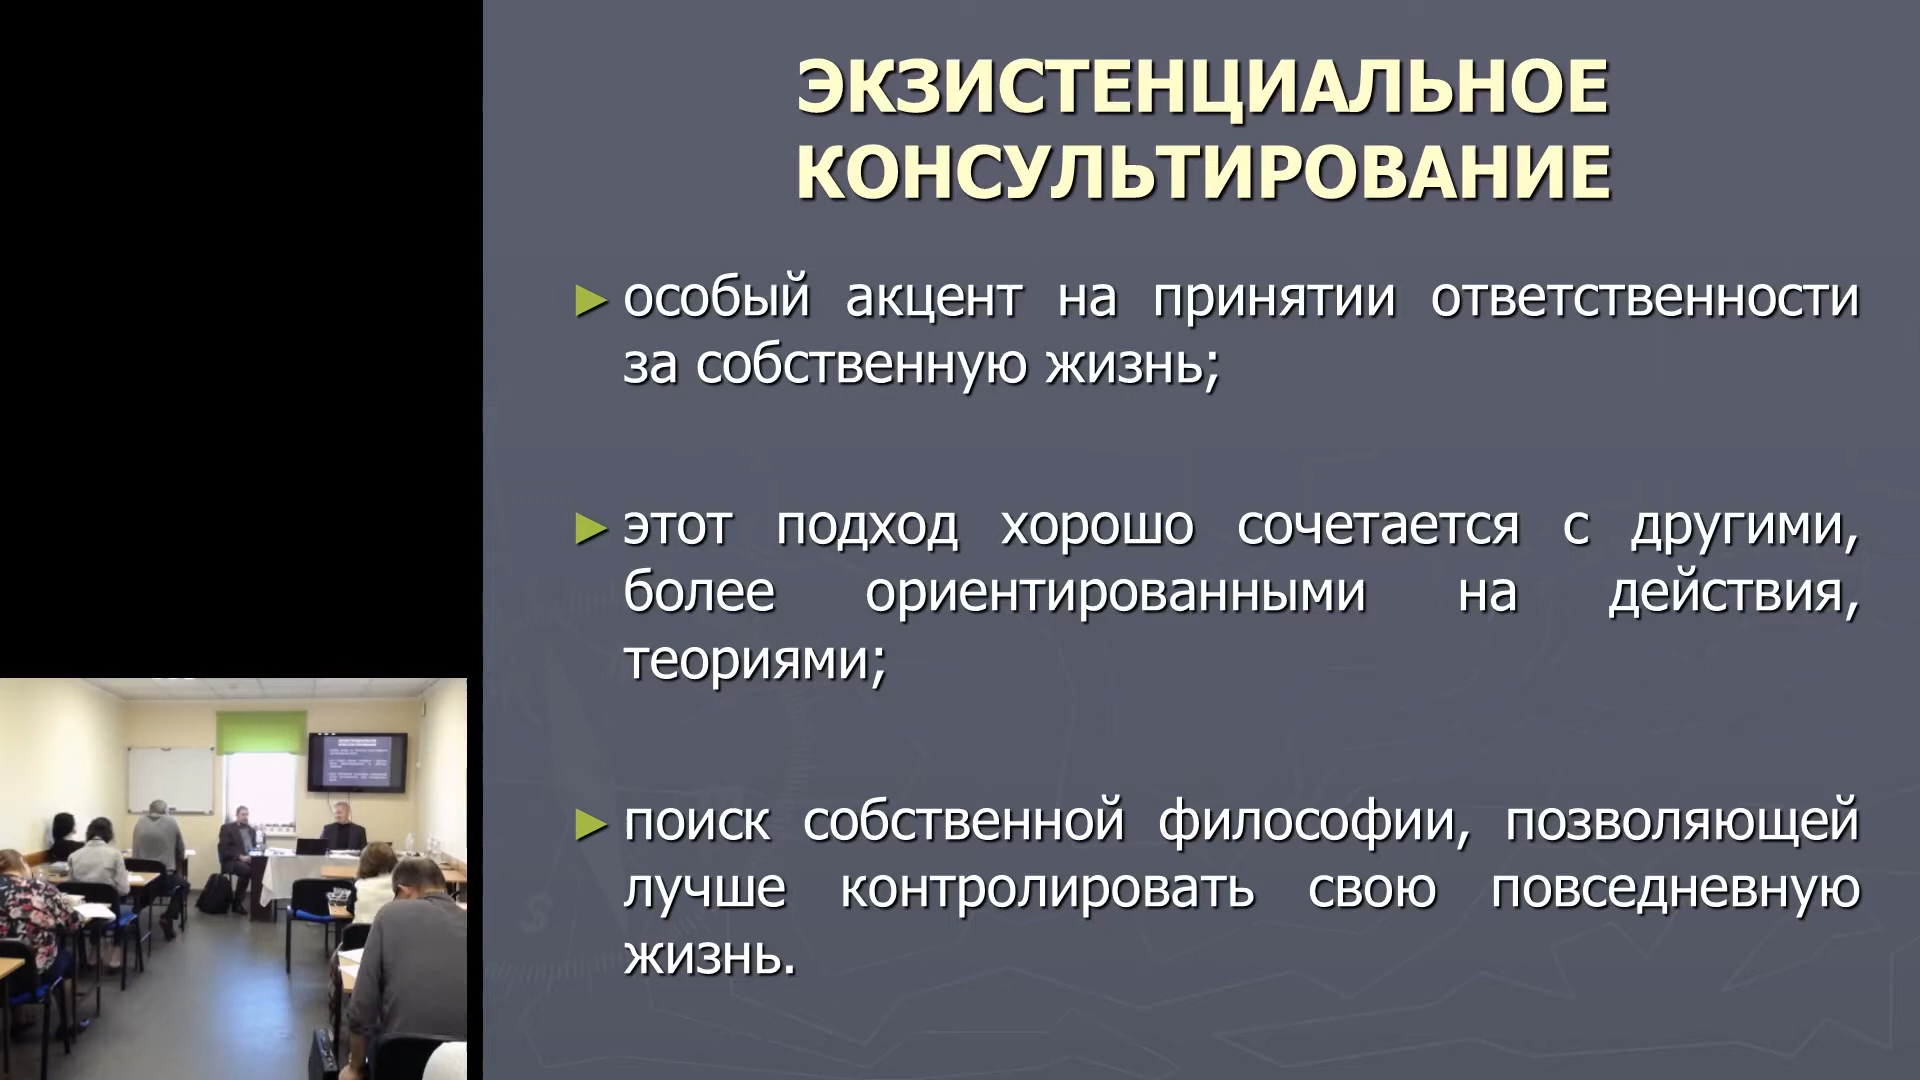 ЭКЗИСТЕНЦИАЛЬНОЕ
КОНСУЛЬТИРОВАНИЕ
► особый акцент на принятии ответственности
за собственную жизнь;
► этот подход хорошо сочетается с другими,
более ориентированными на действия,
теориями;
► поиск собственной философии, позволяющей
лучше контролировать свою повседневную
жизнь.